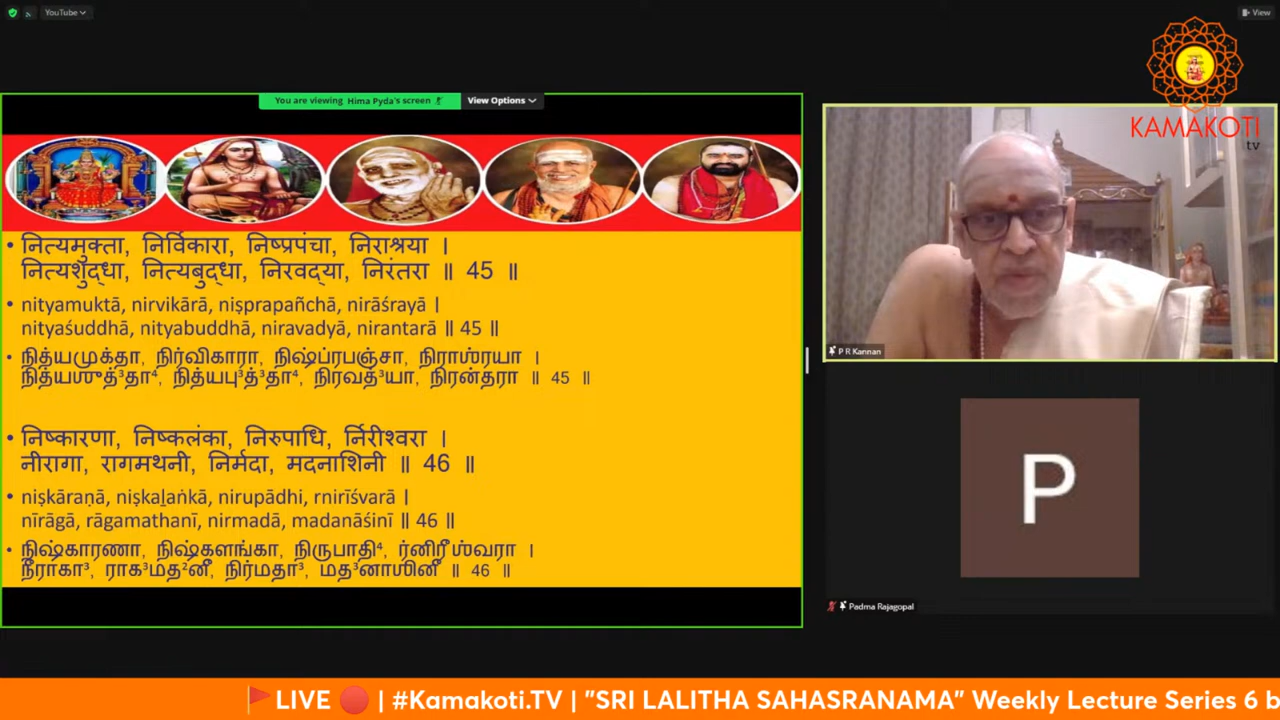 YouTube
View
You are viewing Hima Pyda's screen
View Options
KAMAKOTI
tv
• नित्यमुक्ता, निर्विकारा, निष्प्रपंचा, निराश्रया ।
नित्यशुद्धा, नित्यबुद्धा, निरवद्या, निरंतरा ॥ 45 ॥
• nityamuktā, nirvikārā, niṣprapañchā, nirāśrayā |
nityaśuddhā, nityabuddhā, niravadyā, nirantarā ‖ 45 ‖
• நித்யமுக்தா, நிர்விகாரா, நிஷ்ப்ரபஞ்சா, நிராஶ்ரயா ।
நித்யஶுத்³தா⁴, நித்யபு³த்³தா⁴, நிரவத்³யா, நிரன்தரா ॥ 45 ॥
• निष्कारणा, निष्कलंका, निरुपाधि, र्निरीश्वरा ।
नीरागा, रागमथनी, निर्मदा, मदनाशिनी ॥ 46 ॥
• niṣkāraṇā, niṣkaḻaṅkā, nirupādhi, rnirīśvarā |
nīrāgā, rāgamathanī, nirmadā, madanāśinī ‖ 46 ‖
• நிஷ்காரணா, நிஷ்களங்கா, நிருபாதி⁴, ர்னிரீஶ்வரா ।
நீராகா³, ராக³மத²னீ, நிர்மதா³, மத³னாஶினீ ॥ 46 ॥
P R Kannan
P
Padma Rajagopal
LIVE | #Kamakoti.TV | "SRI LALITHA SAHASRANAMA" Weekly Lecture Series 6 b